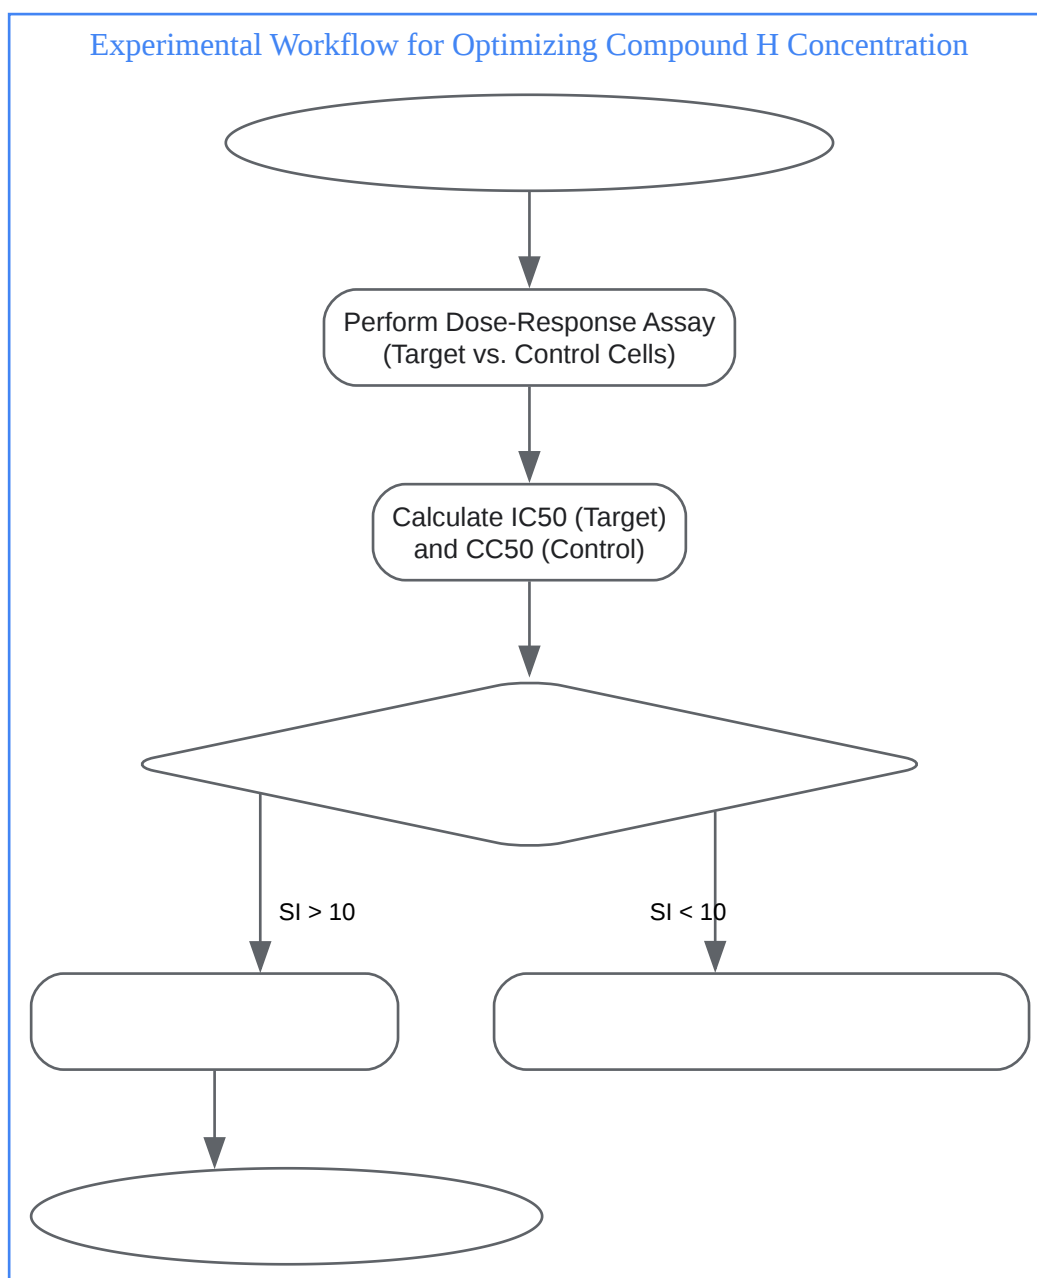 Experimental Workflow for Optimizing Compound H Concentration
Perform Dose-Response Assay
(Target vs. Control Cells)
Calculate IC50 (Target)
and CC50 (Control)
SI > 10
SI < 10